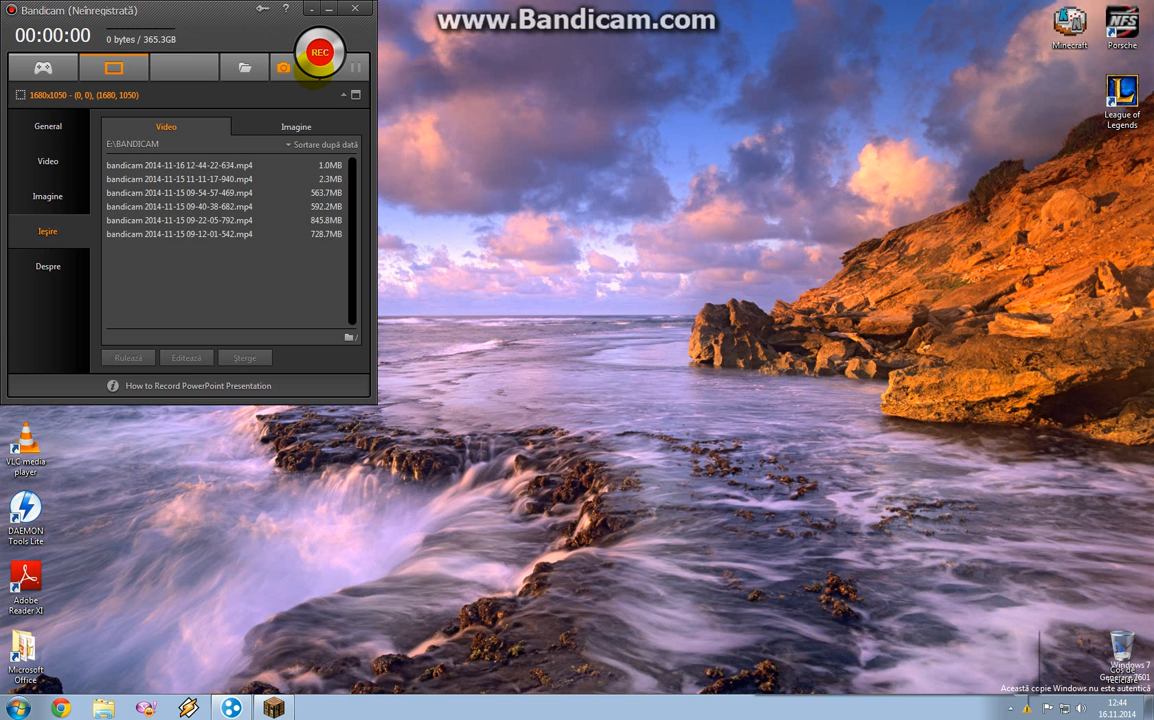 Bandicam (Neînregistrată)
?
www.Bandicam.com
00:00:00
0 bytes / 365.3GB
REC
1680x1050 - (0, 0), (1680, 1050)
General
Video
Imagine
Ieşire
Despre
Video
Imagine
E:\BANDICAM
Sortare după dată
bandicam 2014-11-16 12-44-22-634.mp4 1.0MB
bandicam 2014-11-15 11-11-17-940.mp4 2.3MB
bandicam 2014-11-15 09-54-57-469.mp4 563.7MB
bandicam 2014-11-15 09-40-38-682.mp4 592.2MB
bandicam 2014-11-15 09-22-05-792.mp4 845.8MB
bandicam 2014-11-15 09-12-01-542.mp4 728.7MB
Rulează
Editează
Şterge
How to Record PowerPoint Presentation
Minecraft
NFS
Porsche
League of
Legends
VLC media
player
DAEMON
Tools Lite
Adobe
Reader XI
Microsoft
Office
Coș de
reciclare
Windows 7
7601
Această copie Windows nu este autentică
12:44
16.11.2014